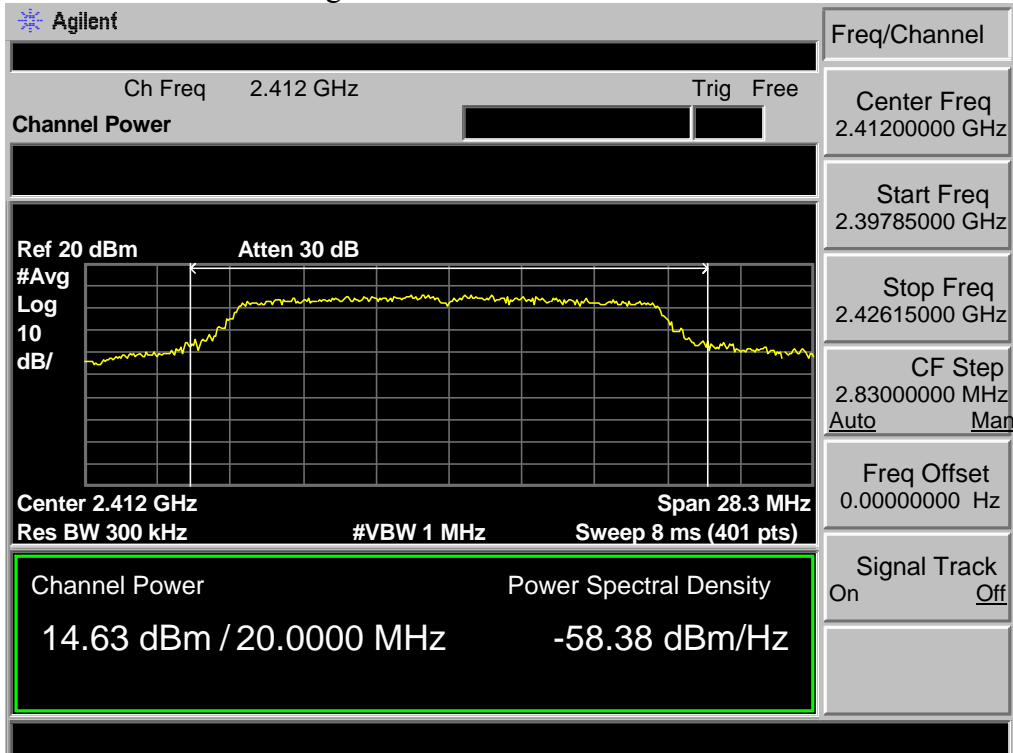 Agilent
Freq/Channel
Ch Freq 2.412 GHz Trig Free
Channel Power
Center Freq
2.41200000 GHz
Start Freq
2.39785000 GHz
Stop Freq
2.42615000 GHz
CF Step
2.83000000 MHz
Auto Man
Freq Offset
0.00000000 Hz
Signal Track
On Off
Ref 20 dBm Atten 30 dB
#Avg
Log
10
dB/
Center 2.412 GHz Span 28.3 MHz
Res BW 300 kHz #VBW 1 MHz Sweep 8 ms (401 pts)
Channel Power Power Spectral Density
14.63 dBm / 20.0000 MHz -58.38 dBm/Hz